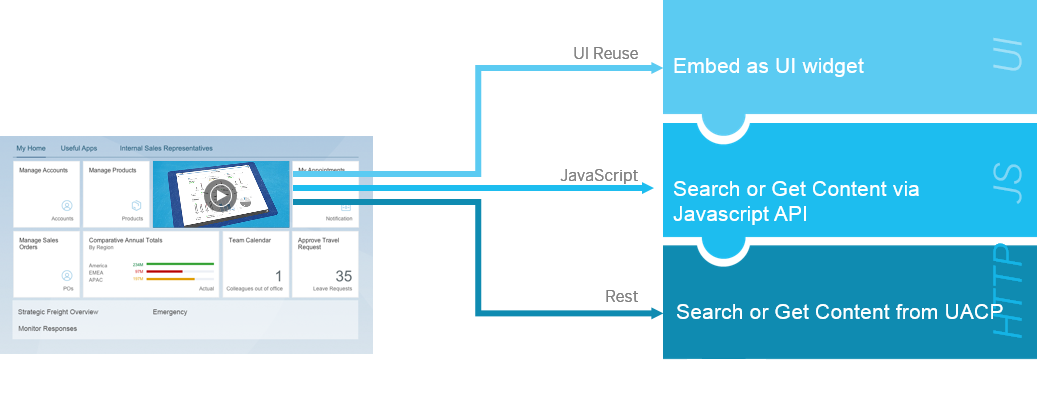 UI Reuse
Embed as UI widget
UI
My Home
Useful Apps
Internal Sales Representatives
Manage Accounts
Accounts
Manage Products
Products
My Appointments
Notification
JavaScript
Search or Get Content via
Javascript API
JS
Manage Sales
Orders
POs
Comparative Annual Totals
By Region
America 234M
EMEA 97M
APAC 197M
Actual
Team Calendar
1
Colleagues out of office
Approve Travel
Request
35
Leave Requests
Strategic Freight Overview
Emergency
Monitor Responses
Rest
Search or Get Content from UACP
HTTP